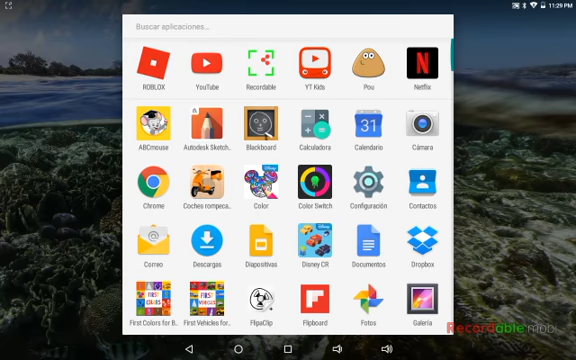 11:29 PM
Buscar aplicaciones...
ROBLOX YouTube Recordable YT Kids Pou Netflix
ABCmouse Autodesk Sketch.. Blackboard Calculadora Calendario Cámara
Chrome Coches rompeca.. Color Color Switch Configuración Contactos
Correo Descargas Diapositivas Disney CR Documentos Dropbox
First Colors for B.. First Vehicles for.. FlipaClip Flipboard Fotos Galería
Recordable.mobi